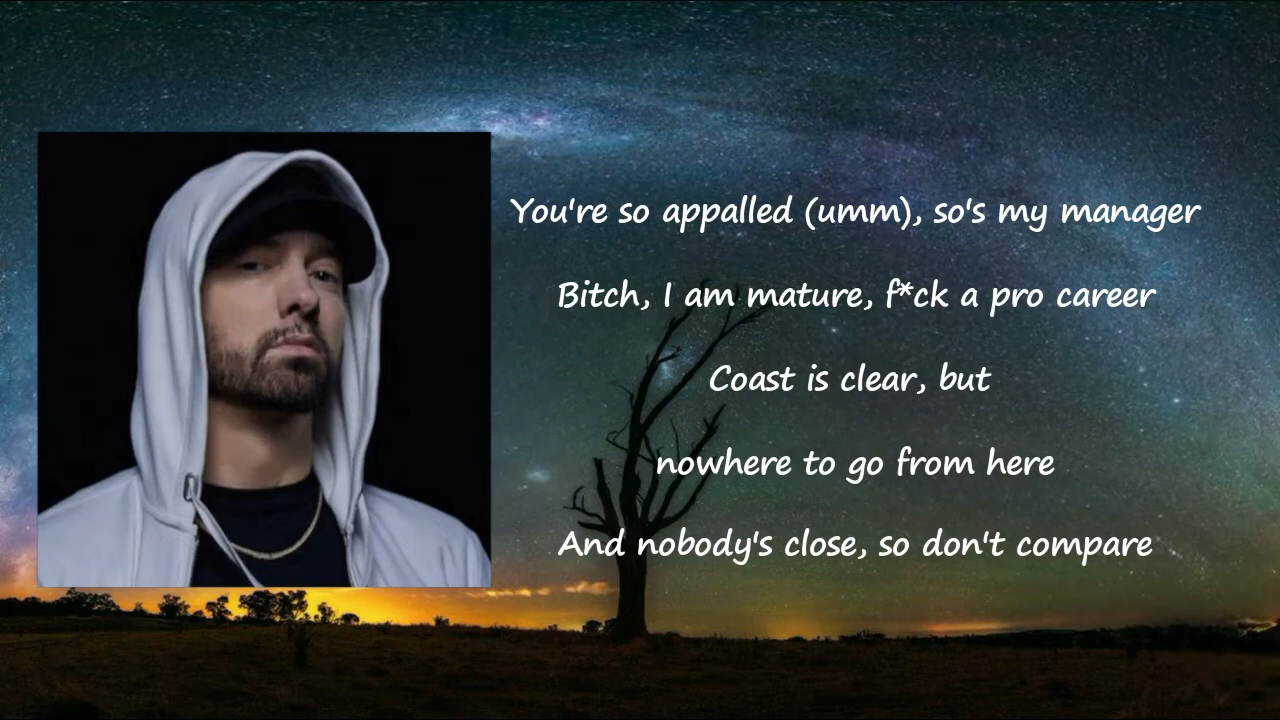 You're so appalled (umm), so's my manager
Bitch, I am mature, f*ck a pro career
Coast is clear, but
nowhere to go from here
And nobody's close, so don't compare